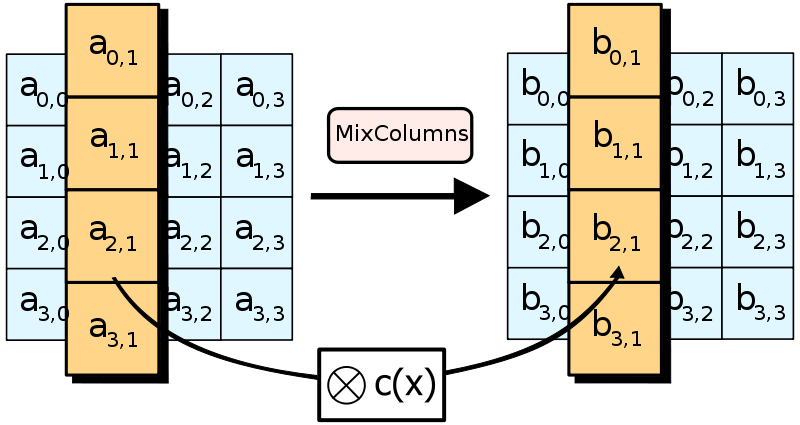 a0,0 a0,1 a0,2 a0,3
a1,0 a1,1 a1,2 a1,3
a2,0 a2,1 a2,2 a2,3
a3,0 a3,1 a3,2 a3,3
MixColumns
b0,0 b0,1 b0,2 b0,3
b1,0 b1,1 b1,2 b1,3
b2,0 b2,1 b2,2 b2,3
b3,0 b3,1 b3,2 b3,3
⊗ c(x)